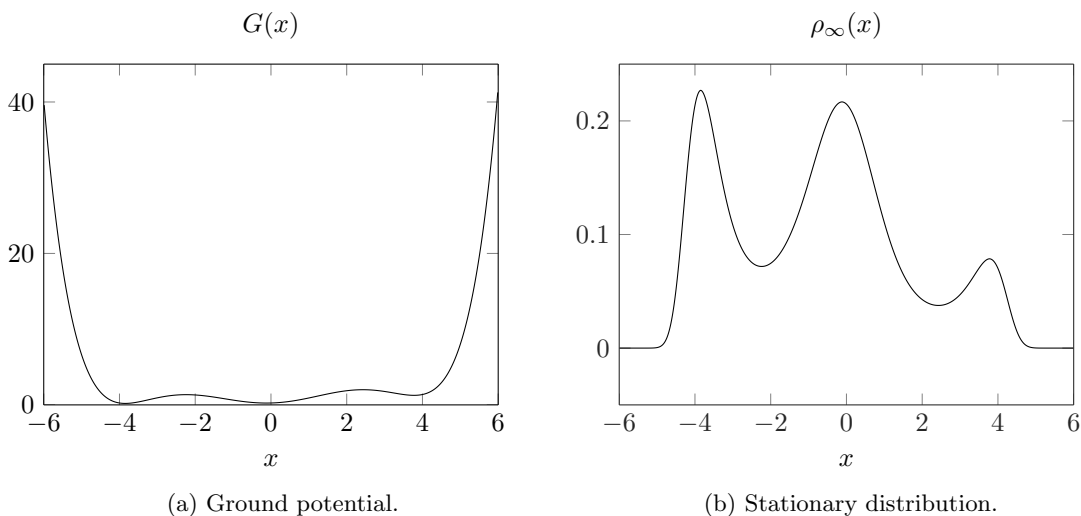 G(x)
40
20
0
−6 −4 −2 0 2 4 6
x
(a) Ground potential.
ρ∞(x)
0.2
0.1
0
−6 −4 −2 0 2 4 6
x
(b) Stationary distribution.